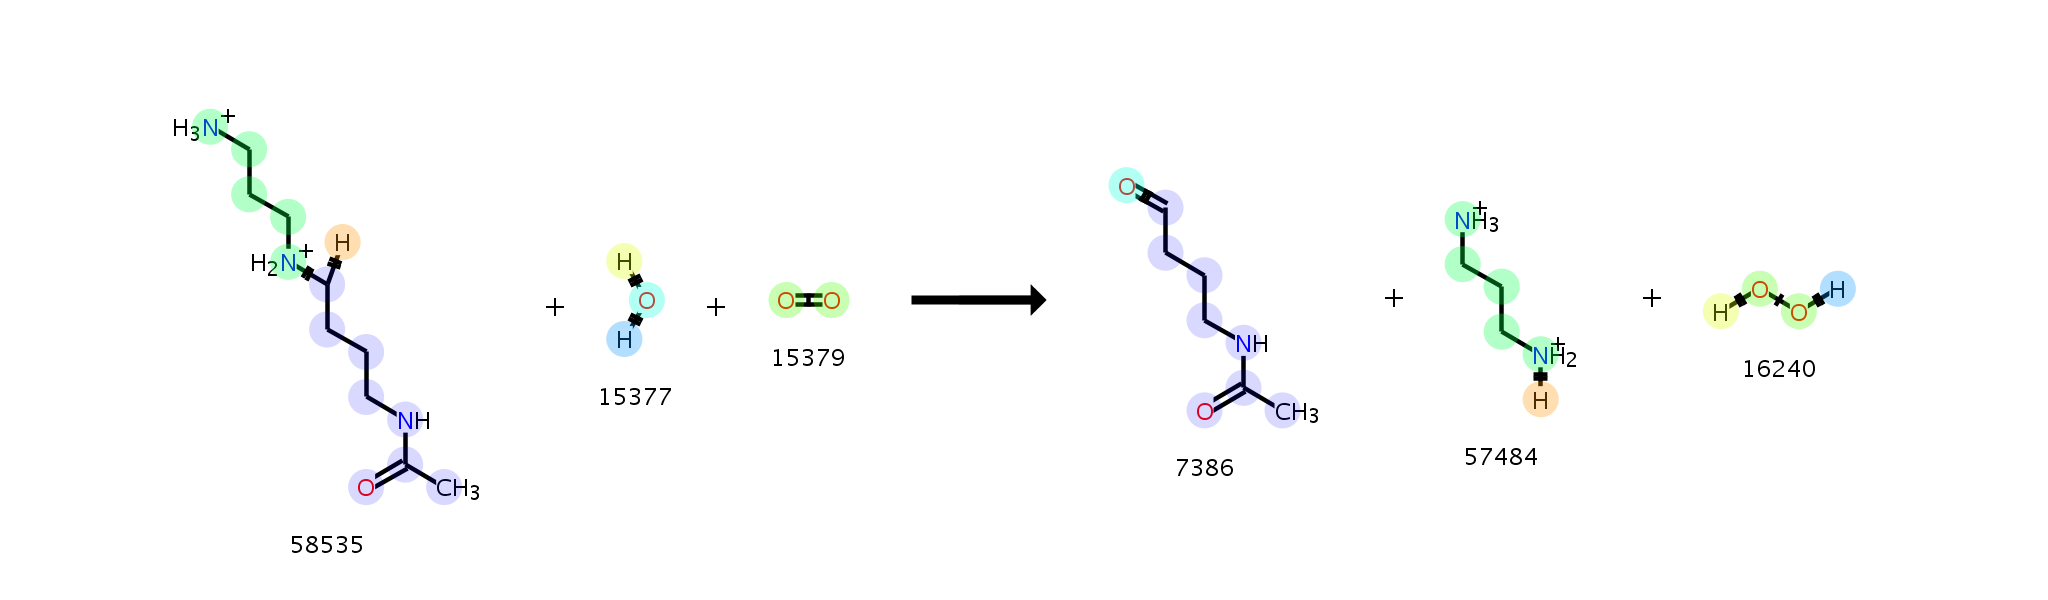 H3N+
H2N+ H
NH
O CH3
58535
+
H
O
H
15377
+
O O
15379
O
NH
O CH3
7386
+
NH3+
NH2+
H
57484
+
H O O H
16240